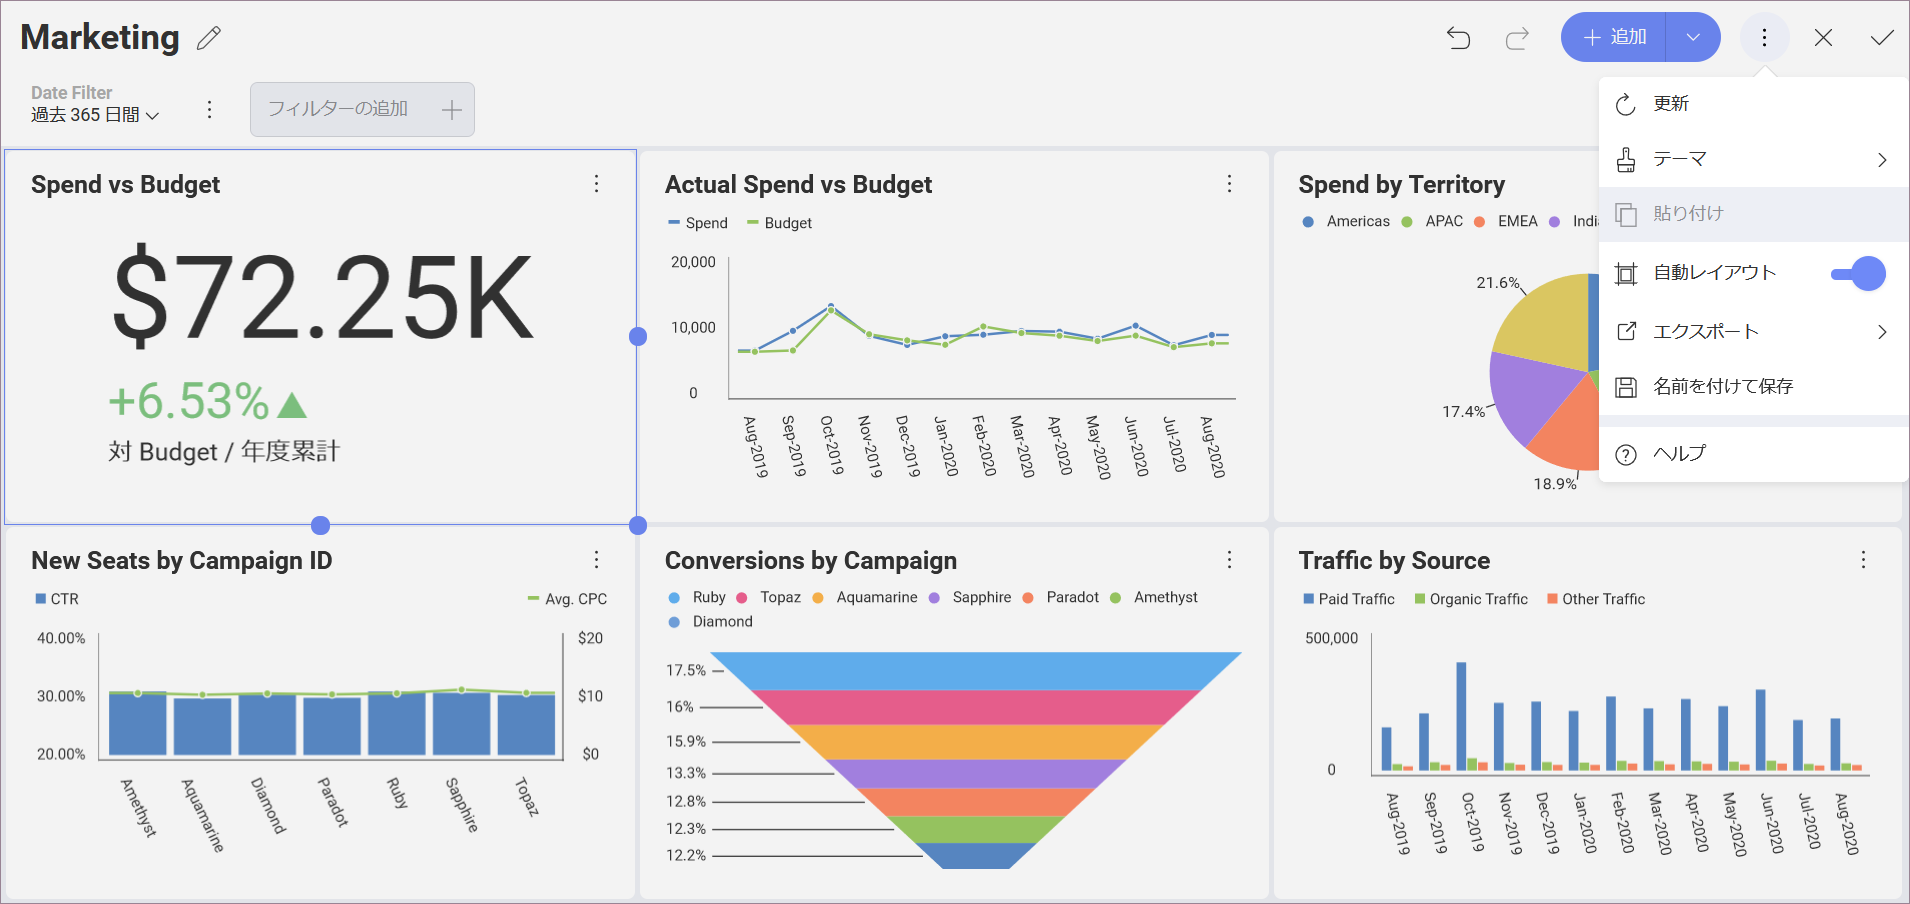 Marketing
追加
Date Filter
過去 365 日間
フィルターの追加
更新
テーマ
貼り付け
自動レイアウト
エクスポート
名前を付けて保存
ヘルプ
Spend vs Budget
$72.25K
+6.53%
対 Budget / 年度累計
Actual Spend vs Budget
Spend Budget
20,000
10,000
0
Aug-2019 Sep-2019 Oct-2019 Nov-2019 Dec-2019 Jan-2020 Feb-2020 Mar-2020 Apr-2020 May-2020 Jun-2020 Jul-2020 Aug-2020
Spend by Territory
Americas APAC EMEA Indi
21.6%
17.4%
18.9%
New Seats by Campaign ID
CTR Avg. CPC
40.00% $20
30.00% $10
20.00% $0
Amethyst Aquamarine Diamond Paradot Ruby Sapphire Topaz
Conversions by Campaign
Ruby Topaz Aquamarine Sapphire Paradot Amethyst
Diamond
17.5%
16%
15.9%
13.3%
12.8%
12.3%
12.2%
Traffic by Source
Paid Traffic Organic Traffic Other Traffic
500,000
0
Aug-2019 Sep-2019 Oct-2019 Nov-2019 Dec-2019 Jan-2020 Feb-2020 Mar-2020 Apr-2020 May-2020 Jun-2020 Jul-2020 Aug-2020